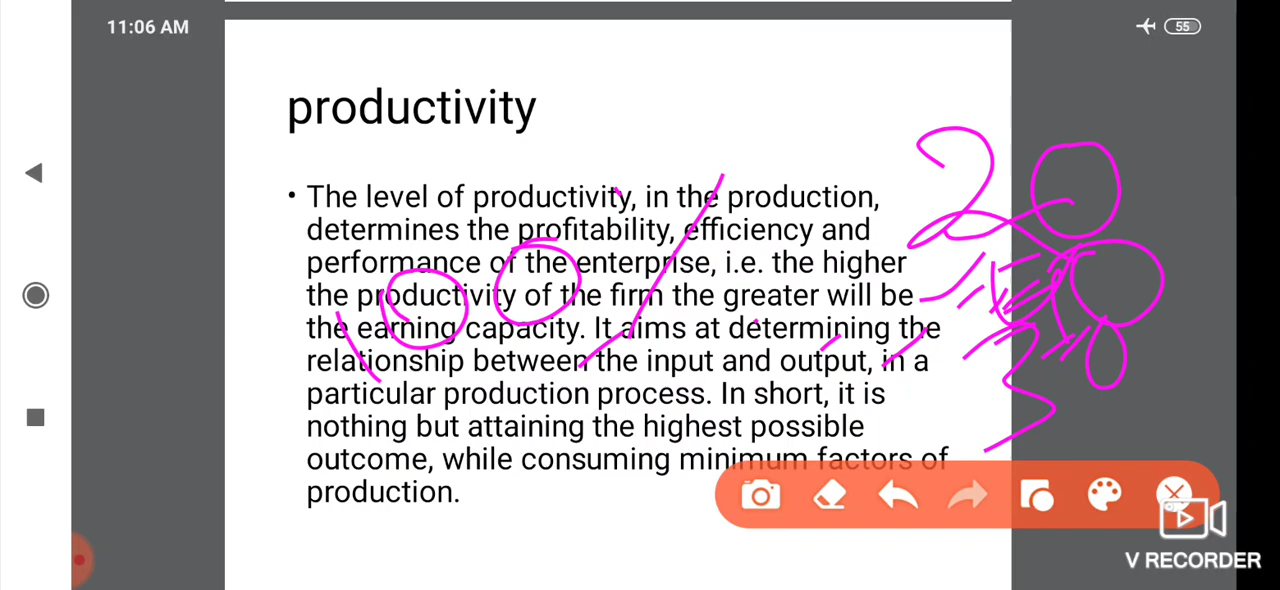 11:06 AM
55
productivity
• The level of productivity, in the production,
determines the profitability, efficiency and
performance of the enterprise, i.e. the higher
the productivity of the firm the greater will be
the earning capacity. It aims at determining the
relationship between the input and output, in a
particular production process. In short, it is
nothing but attaining the highest possible
outcome, while consuming minimum factors of
production.
100
20
V RECORDER